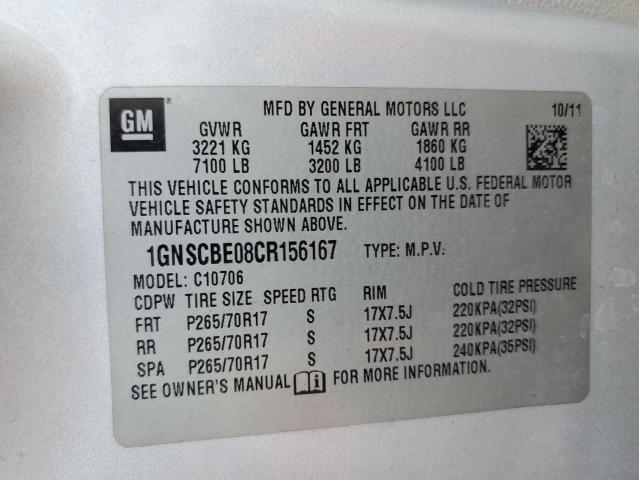 GM ®
MFD BY GENERAL MOTORS LLC 10/11
GVWR GAWR FRT GAWR RR
3221 KG 1452 KG 1860 KG
7100 LB 3200 LB 4100 LB
THIS VEHICLE CONFORMS TO ALL APPLICABLE U.S. FEDERAL MOTOR
VEHICLE SAFETY STANDARDS IN EFFECT ON THE DATE OF
MANUFACTURE SHOWN ABOVE.
1GNSCBE08CR156167 TYPE: M.P.V.
MODEL: C10706
CDPW TIRE SIZE SPEED RTG RIM COLD TIRE PRESSURE
FRT P265/70R17 S 17X7.5J 220KPA(32PSI)
RR P265/70R17 S 17X7.5J 220KPA(32PSI)
SPA P265/70R17 S 17X7.5J 240KPA(35PSI)
SEE OWNER'S MANUAL i FOR MORE INFORMATION.